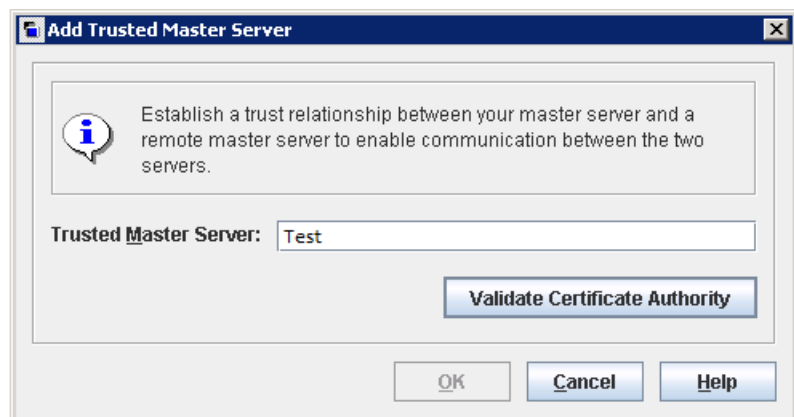 Add Trusted Master Server
Establish a trust relationship between your master server and a
remote master server to enable communication between the two
servers.
Trusted Master Server: Test
Validate Certificate Authority
OK Cancel Help